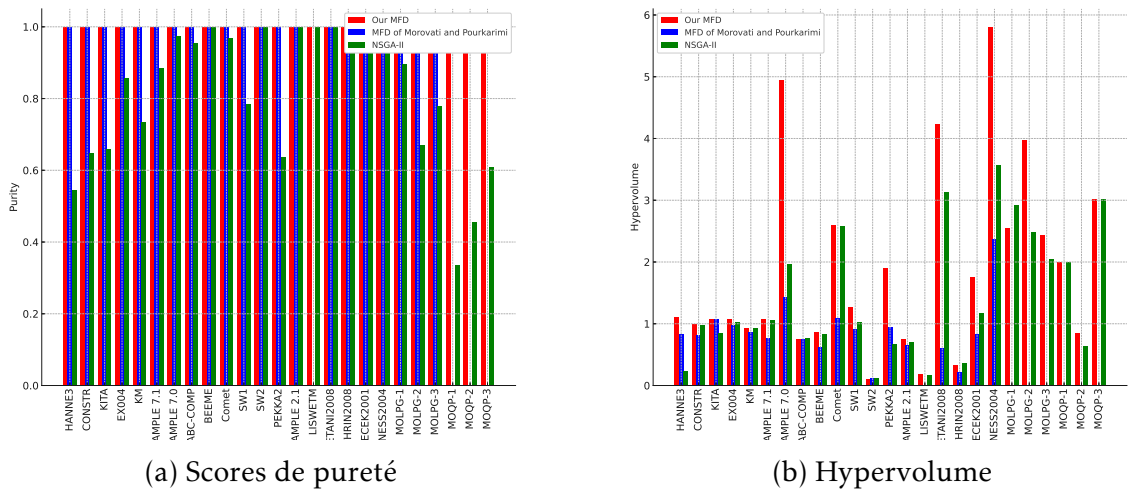 Our MFD
MFD of Morovati and Pourkarimi
NSGA-II
1.0
0.8
0.6
0.4
0.2
0.0
Purity
HANNE3
CONSTR
KITA
EX004
KM
AMPLE 7.1
AMPLE 7.0
ABC-COMP
BEEME
Comet
SW1
SW2
PEKKA2
AMPLE 2.1
LISWETM
ETANI2008
HRIN2008
ECEK2001
NESS2004
MOLPG-1
MOLPG-2
MOLPG-3
MOQP-1
MOQP-2
MOQP-3
(a) Scores de pureté
Our MFD
MFD of Morovati and Pourkarimi
NSGA-II
6
5
4
3
2
1
0
Hypervolume
HANNE3
CONSTR
KITA
EX004
KM
AMPLE 7.1
AMPLE 7.0
ABC-COMP
BEEME
Comet
SW1
SW2
PEKKA2
AMPLE 2.1
LISWETM
ETANI2008
HRIN2008
ECEK2001
NESS2004
MOLPG-1
MOLPG-2
MOLPG-3
MOQP-1
MOQP-2
MOQP-3
(b) Hypervolume